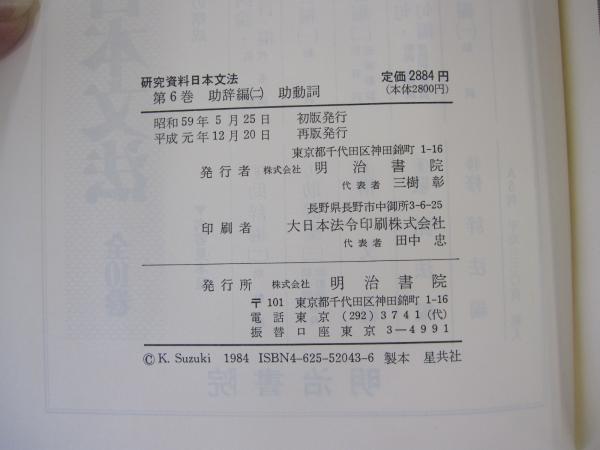 研究資料日本文法
第6巻 助辞編㈡ 助動詞
定価2884円
(本体2800円)
昭和59年5月25日 初版発行
平成元年12月20日 再版発行
東京都千代田区神田錦町 1-16
発行者 株式会社 明治書院
代表者 三樹 彰
長野県長野市中御所3-6-25
印刷者 大日本法令印刷株式会社
代表者 田中 忠
発行所 株式会社 明治書院
〒101 東京都千代田区神田錦町 1-16
電話 東京 (292) 3741 (代)
振替口座 東京 3-4991
©K. Suzuki 1984 ISBN4-625-52043-6 製本 星共社